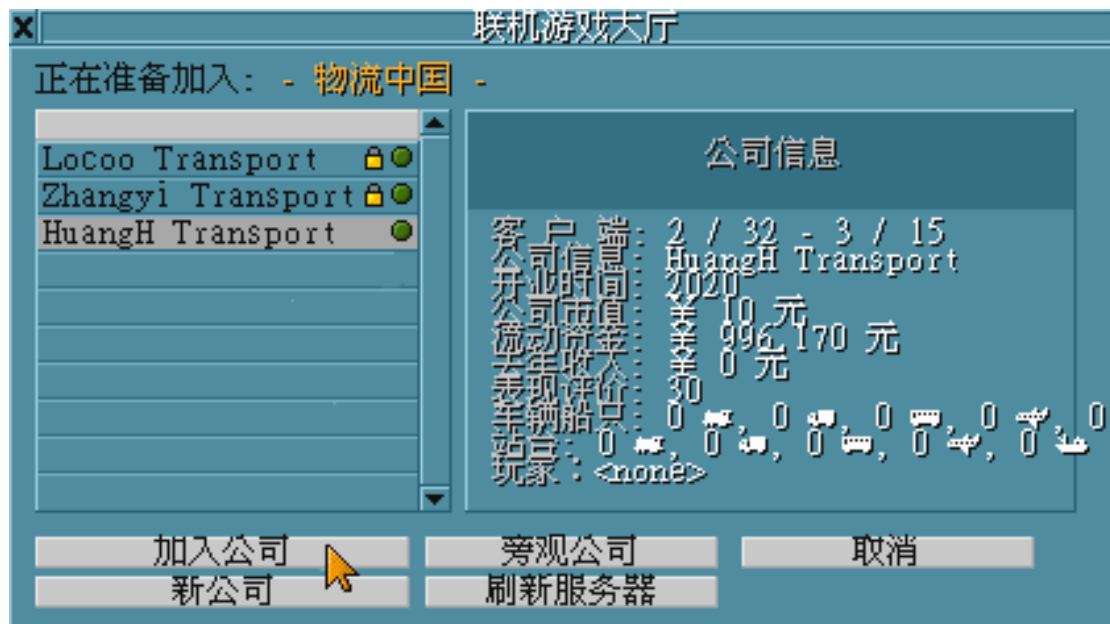 联机游戏大厅
正在准备加入: - 物流中国 -
Locoo Transport
Zhangyi Transport
HuangH Transport
公司信息
客 户 端: 2 / 32 - 3 / 15
公司信息: HuangH Transport
开业时间: 2020
公司市值: ¥ 10 元
流动资金: ¥ 996,170 元
去年收入: ¥ 0 元
表现评价: 30
车辆船只: 0 , 0 , 0 , 0 , 0
站台: 0 , 0 , 0 , 0 , 0
玩家：<none>
加入公司
旁观公司
取消
新公司
刷新服务器